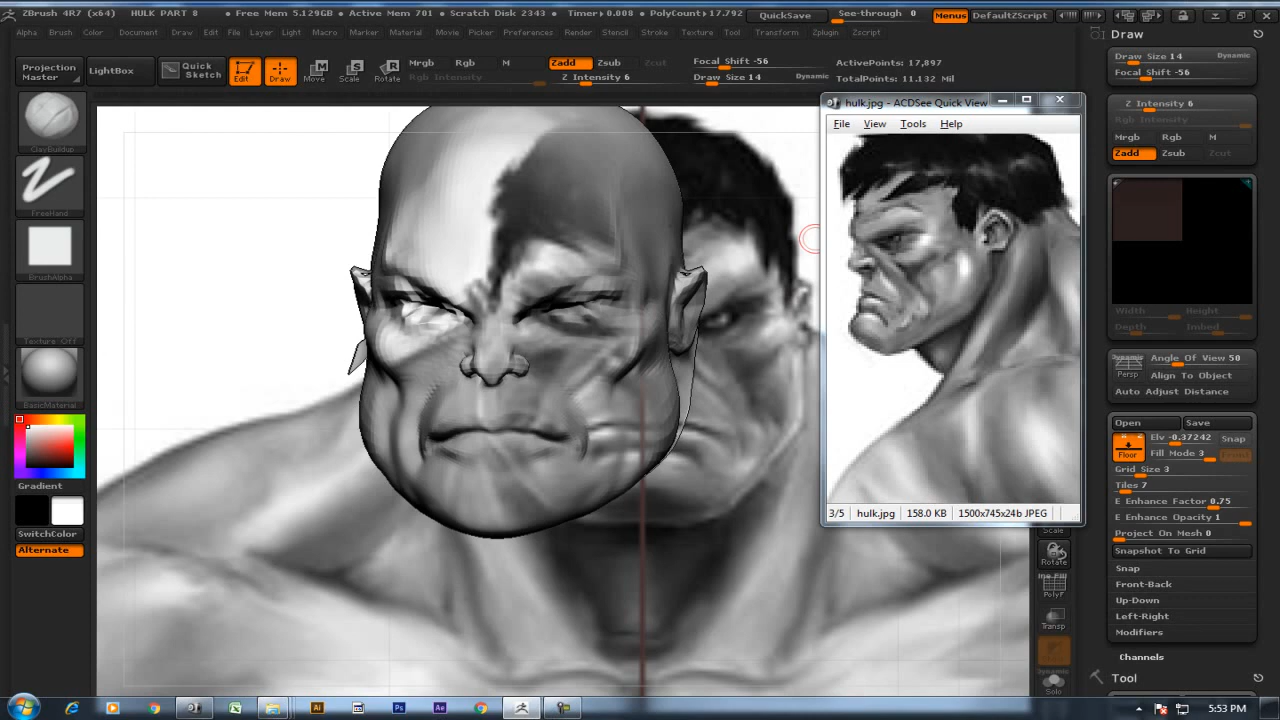 ZBrush 4R7 (x64) HULK PART 8 • Free Mem 5.129GB • Active Mem 701 • Scratch Disk 2343 • Timer▸0.008 • PolyCount▸17.792 QuickSave See-through 0 Menus DefaultZScript
Alpha Brush Color Document Draw Edit File Layer Light Macro Marker Material Movie Picker Preferences Render Stencil Stroke Texture Tool Transform Zplugin Zscript
Draw
Projection Master
LightBox
Quick Sketch
Edit Draw Move Scale Rotate
Mrgb Rgb M
Rgb Intensity
Zadd Zsub Zcut
Z Intensity 6
Focal Shift -56
Draw Size 14 Dynamic
ActivePoints: 17,897
TotalPoints: 11.132 Mil
ClayBuildup
FreeHand
BrushAlpha
Texture Off
BasicMaterial
Gradient
SwitchColor
Alternate
hulk.jpg - ACDSee Quick View
File View Tools Help
3/5 hulk.jpg 158.0 KB 1500x745x24b JPEG
Scale
Rotate
Line Fill
PolyF
Transp
Dynamic
Solo
Draw Size 14 Dynamic
Focal Shift -56
Z Intensity 6
Rgb Intensity
Mrgb Rgb M
Zadd Zsub Zcut
Width Height
Depth Imbed
Dynamic
Persp
Angle Of View 50
Align To Object
Auto Adjust Distance
Open Save
Floor
Elv -0.37242 Snap
Fill Mode 3 Front
Grid Size 3
Tiles 7
E Enhance Factor 0.75
E Enhance Opacity 1
Project On Mesh 0
Snapshot To Grid
Snap
Front-Back
Up-Down
Left-Right
Modifiers
Channels
Tool
Ai Ps Ae
5:53 PM